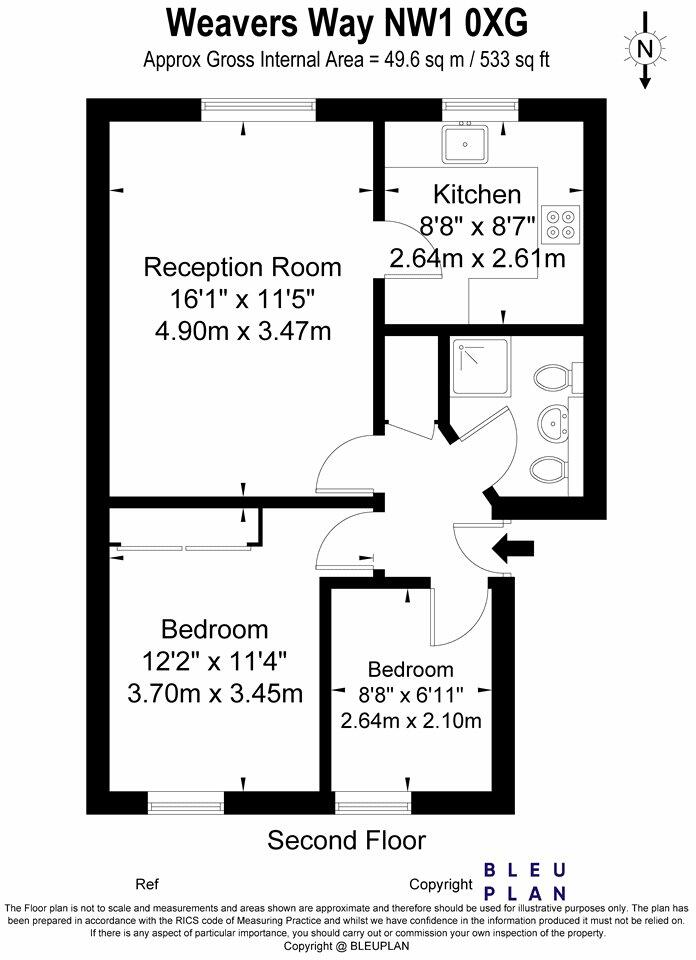 Weavers Way NW1 0XG
Approx Gross Internal Area = 49.6 sq m / 533 sq ft
N
Kitchen
8'8" x 8'7"
2.64m x 2.61m
Reception Room
16'1" x 11'5"
4.90m x 3.47m
Bedroom
12'2" x 11'4"
3.70m x 3.45m
Bedroom
8'8" x 6'11"
2.64m x 2.10m
Second Floor
Ref
Copyright
BLEU
PLAN
The Floor plan is not to scale and measurements and areas shown are approximate and therefore should be used for illustrative purposes only. The plan has
been prepared in accordance with the RICS code of Measuring Practice and whilst we have confidence in the information produced it must not be relied on.
If there is any aspect of particular importance, you should carry out or commission your own inspection of the property.
Copyright @ BLEUPLAN